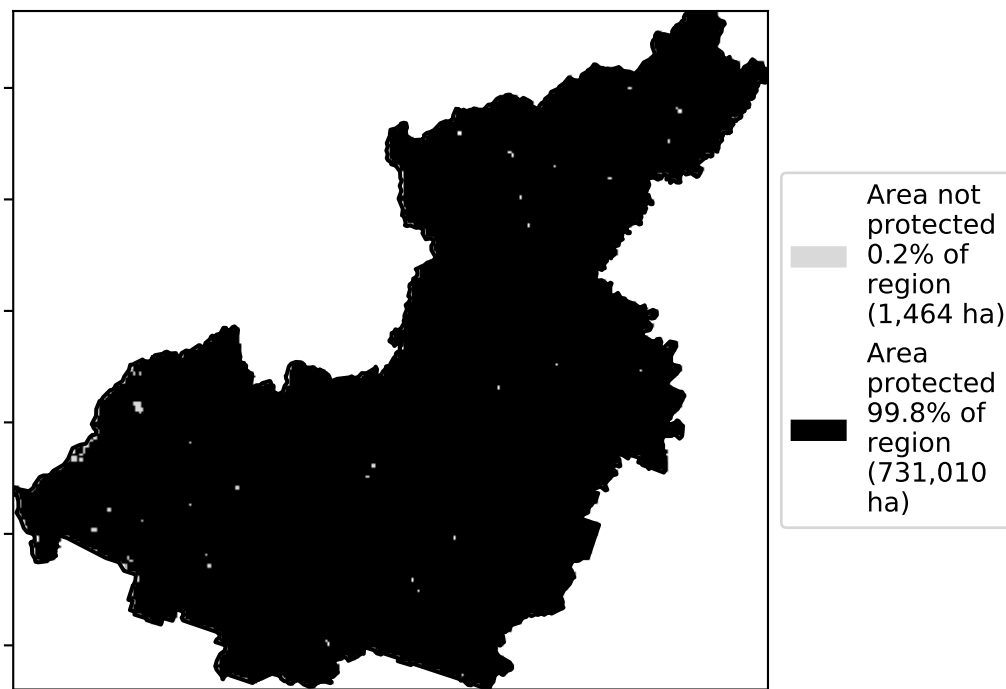 Area not
protected
0.2% of
region
(1,464 ha)
Area
protected
99.8% of
region
(731,010
ha)